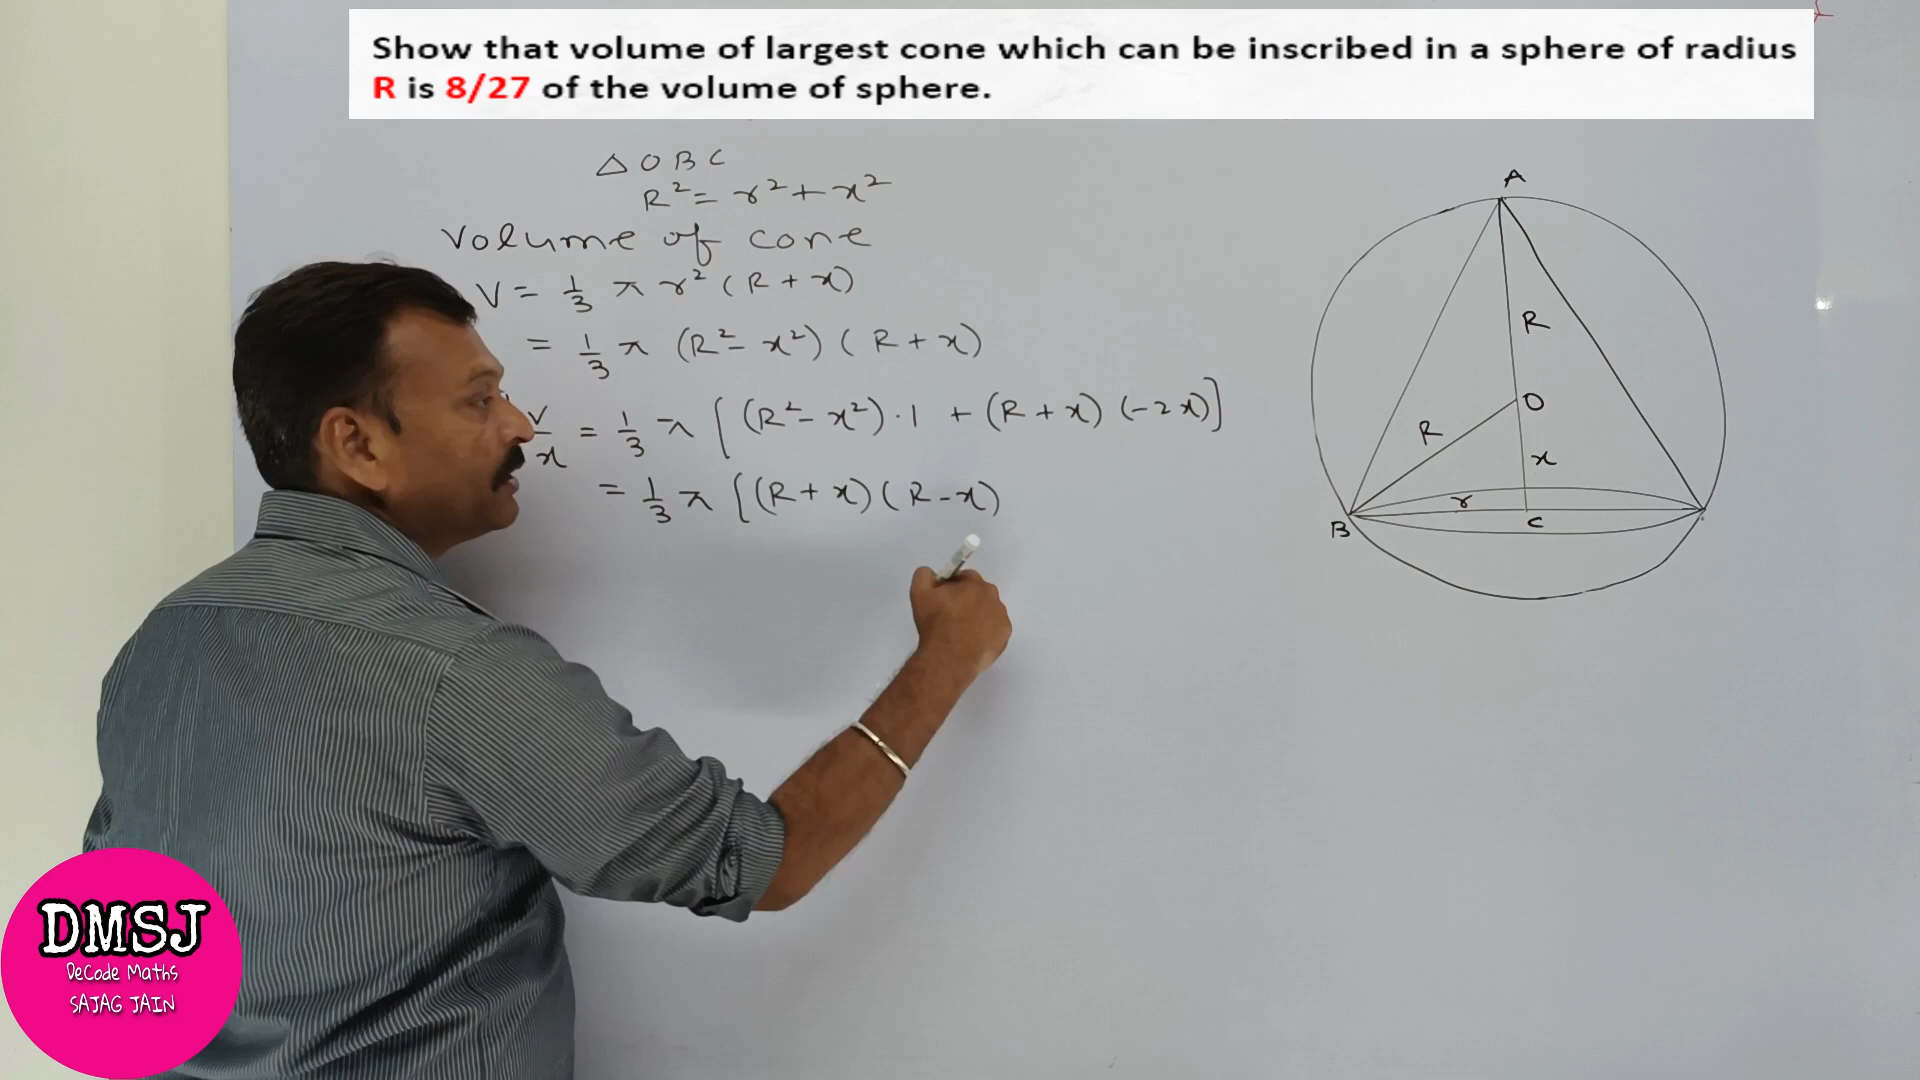 Show that volume of largest cone which can be inscribed in a sphere of radius
R is 8/27 of the volume of sphere.
△ O B C
R² = r² + x²
Volume of cone
V = 1/3 π r² (R + x)
= 1/3 π (R² - x²) (R + x)
V/x = 1/3 π [(R² - x²) · 1 + (R + x) (-2x)]
= 1/3 π [(R + x) (R - x)
A
R
O
R
x
r
B
C
DMSJ
DeCode Maths
SAJAG JAIN